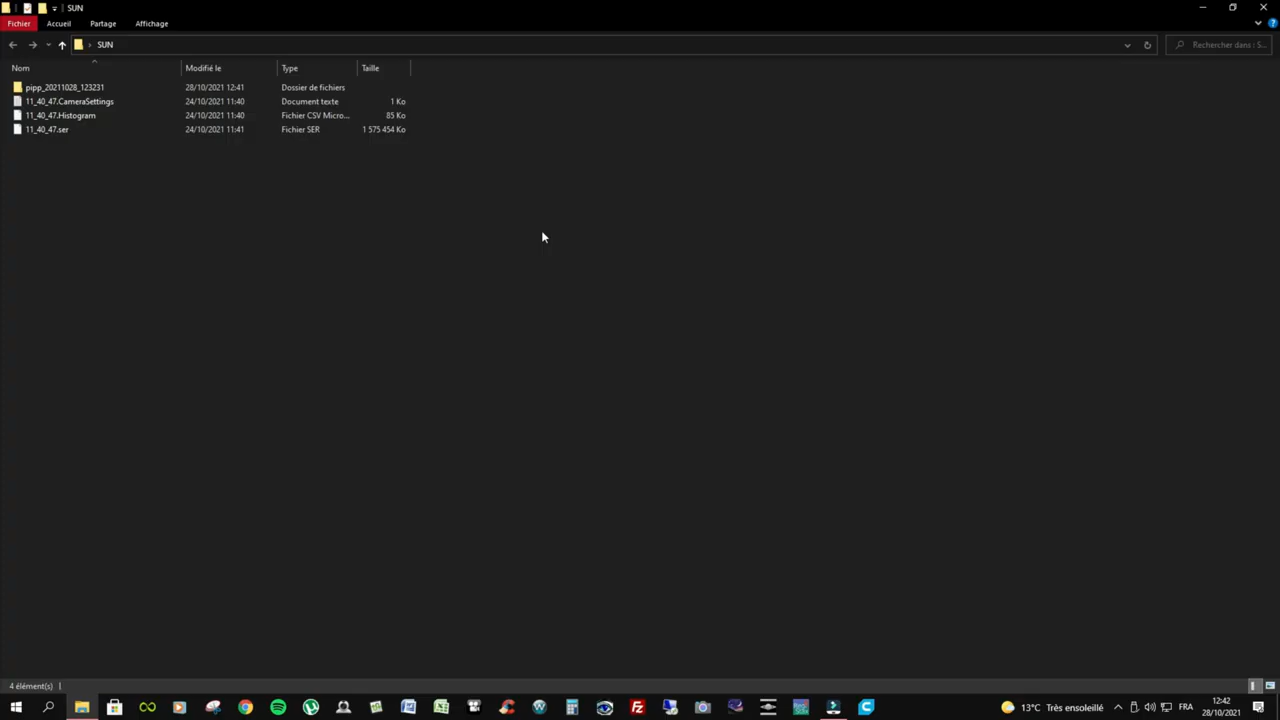 SUN
Fichier Accueil Partage Affichage
SUN Rechercher dans : S...
Nom Modifié le Type Taille
pipp_20211028_123231 28/10/2021 12:41 Dossier de fichiers
11_40_47.CameraSettings 24/10/2021 11:40 Document texte 1 Ko
11_40_47.Histogram 24/10/2021 11:40 Fichier CSV Micro... 85 Ko
11_40_47.ser 24/10/2021 11:41 Fichier SER 1 575 454 Ko
4 élément(s)
13°C Très ensoleillé FRA 12:42
28/10/2021